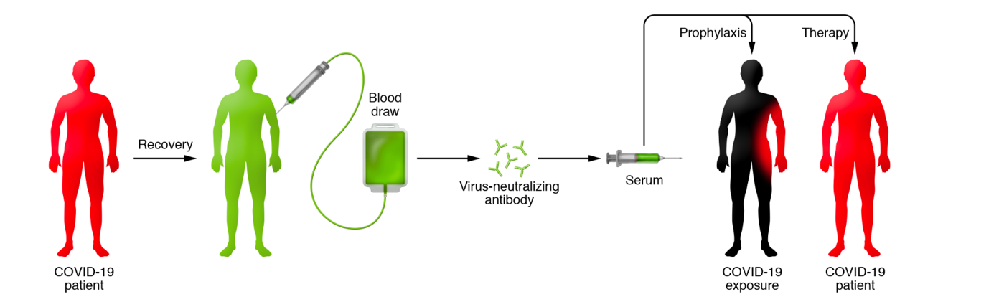 Prophylaxis
Therapy
Blood
draw
Recovery
Virus-neutralizing
antibody
Serum
COVID-19
patient
COVID-19
exposure
COVID-19
patient